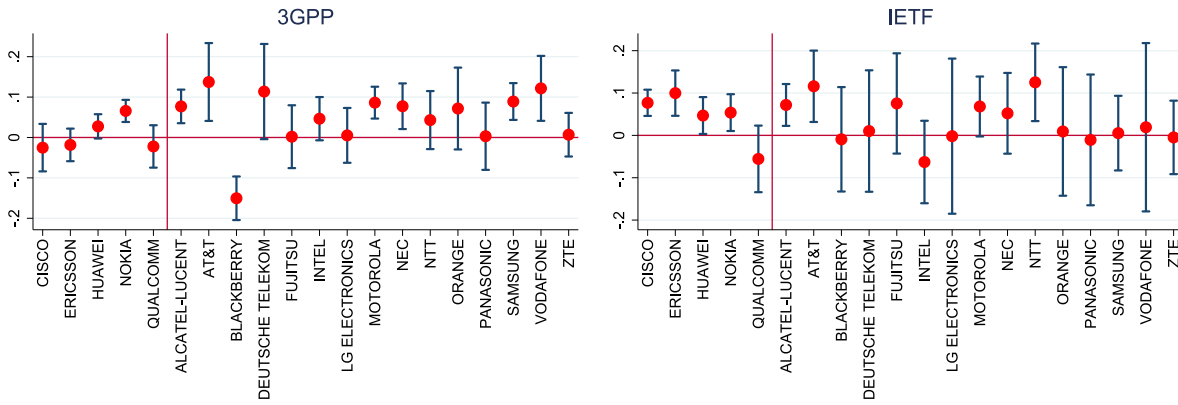 3GPP
.2
.1
0
-.1
-.2
CISCO
ERICSSON
HUAWEI
NOKIA
QUALCOMM
ALCATEL-LUCENT
AT&T
BLACKBERRY
DEUTSCHE TELEKOM
FUJITSU
INTEL
LG ELECTRONICS
MOTOROLA
NEC
NTT
ORANGE
PANASONIC
SAMSUNG
VODAFONE
ZTE
IETF
.2
.1
0
-.1
-.2
CISCO
ERICSSON
HUAWEI
NOKIA
QUALCOMM
ALCATEL-LUCENT
AT&T
BLACKBERRY
DEUTSCHE TELEKOM
FUJITSU
INTEL
LG ELECTRONICS
MOTOROLA
NEC
NTT
ORANGE
PANASONIC
SAMSUNG
VODAFONE
ZTE